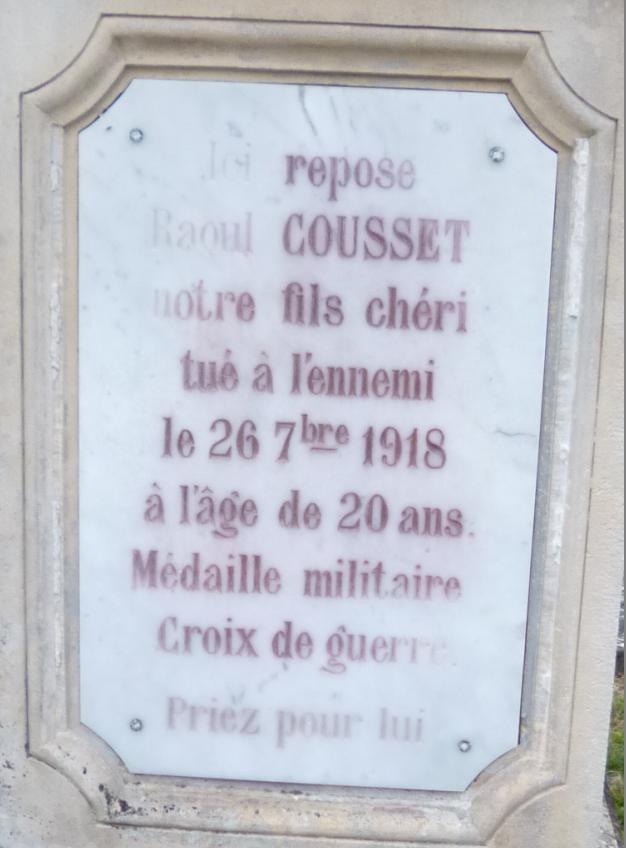 Ici repose
Raoul COUSSET
notre fils chéri
tué à l'ennemi
le 26 7bre 1918
à l'âge de 20 ans.
Médaille militaire
Croix de guerre.
Priez pour lui